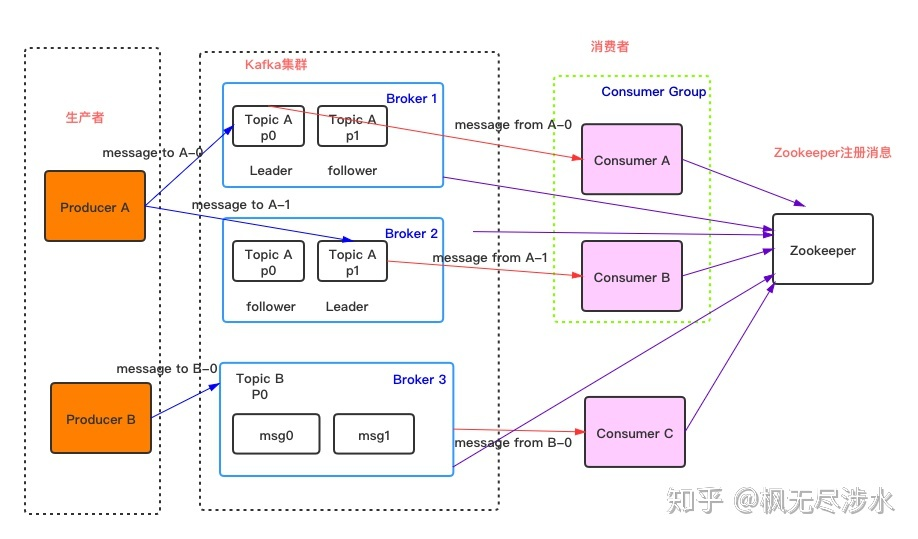 消费者
Kafka集群
生产者
Broker 1
Consumer Group
Topic A
p0
Topic A
p1
message from A-0
message to A-0
Leader
follower
Consumer A
Zookeeper注册消息
Producer A
message to A-1
Broker 2
Topic A
p0
Topic A
p1
message from A-1
Consumer B
Zookeeper
follower
Leader
message to B-0
Topic B
P0
Broker 3
Producer B
msg0
msg1
message from B-0
Consumer C
知乎 @枫无尽涉水